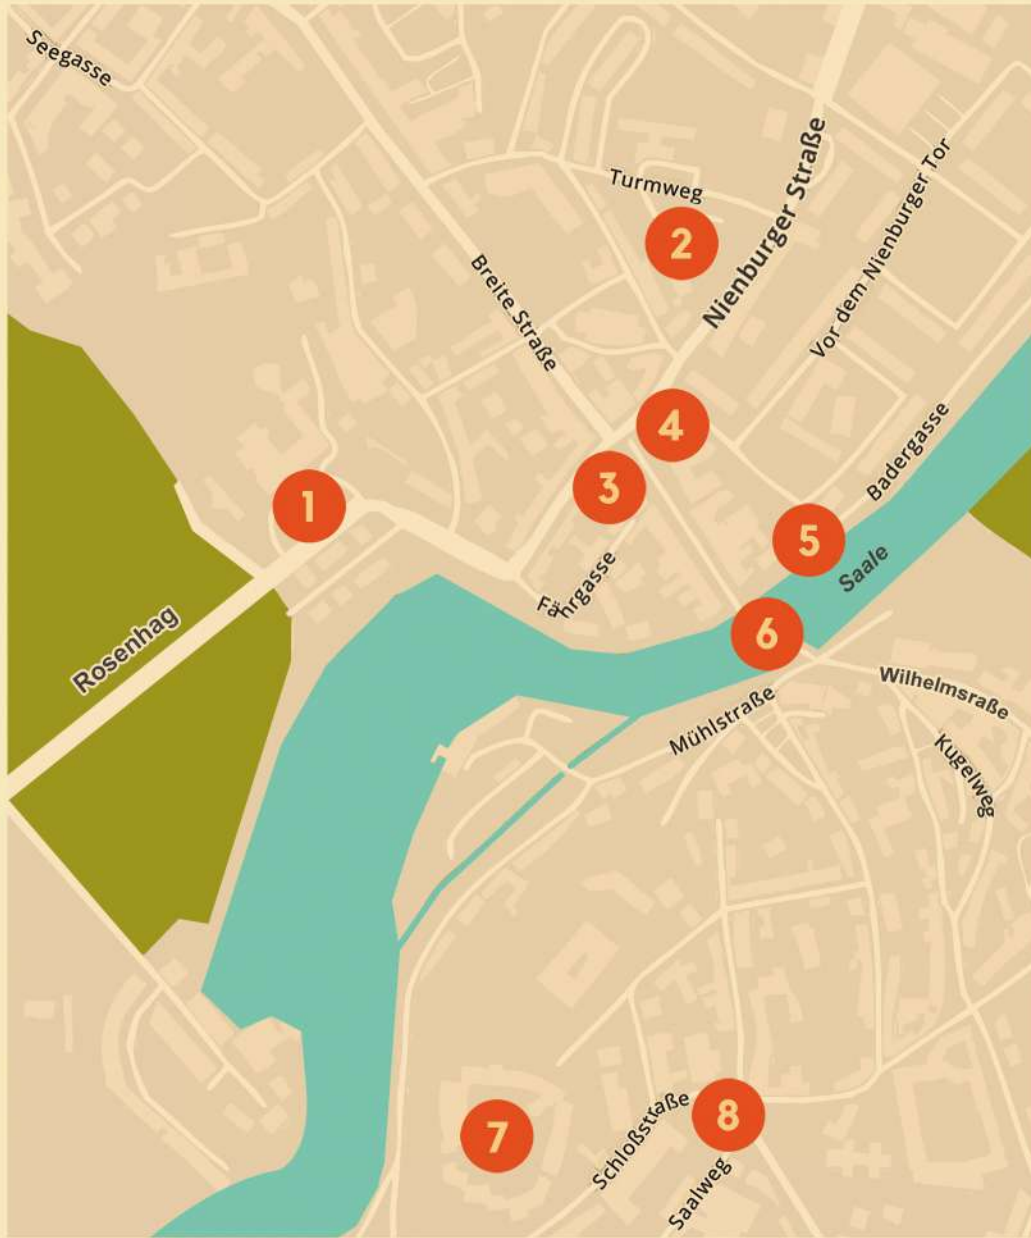 Seegasse
Turmweg
Nienburger Straße
Vor dem Nienburger Tor
2
Breite Straße
4
Badergasse
3
1
5
Saale
Fährgasse
Rosenhag
6
Wilhelmsraße
Mühlstraße
Kugelweg
Schloßstraße
8
7
Saalweg